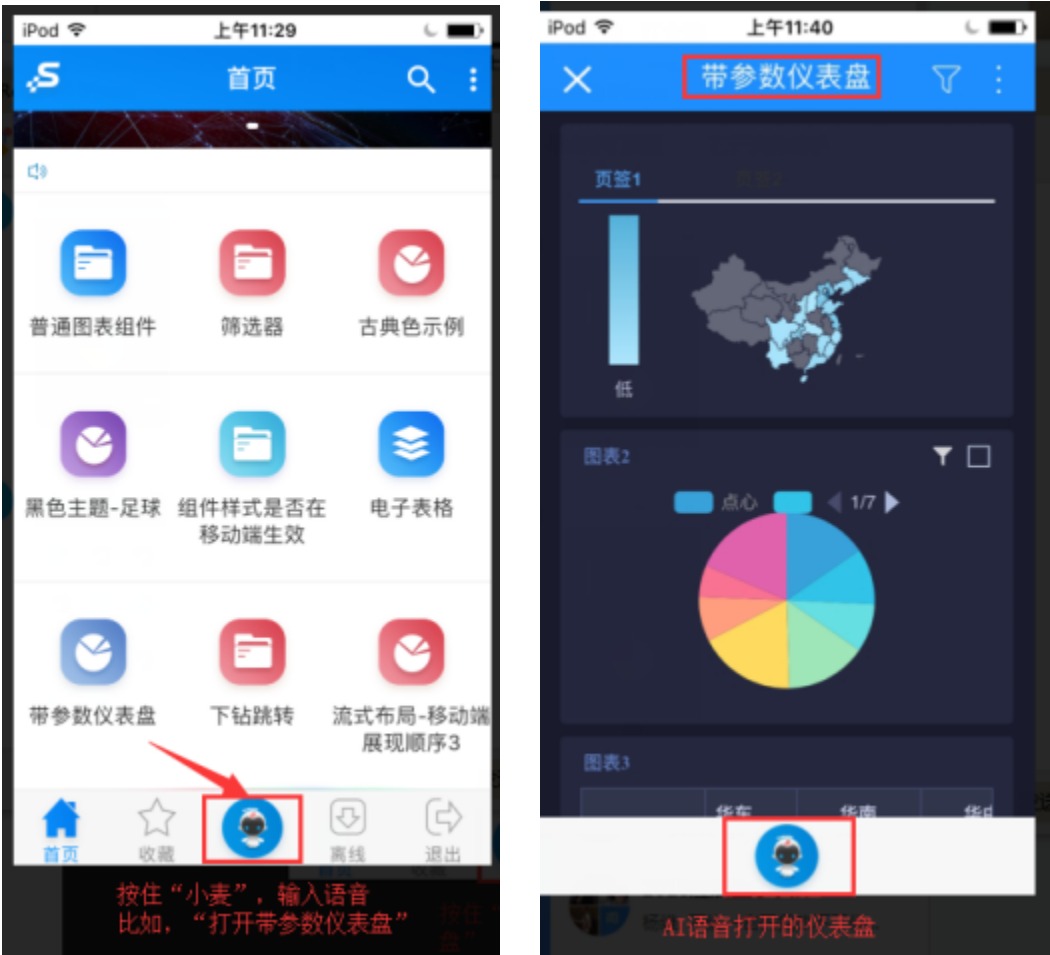 iPod 上午11:29
S 首页
普通图表组件 筛选器 古典色示例
黑色主题-足球 组件样式是否在 电子表格
移动端生效
带参数仪表盘 下钻跳转 流式布局-移动端
展现顺序3
首页 收藏 离线 退出
按住“小麦”，输入语音
比如，“打开带参数仪表盘”
iPod 上午11:40
带参数仪表盘
页签1 页签2
低
图表2
点心 1/7
图表3
华东 华南
AI语音打开的仪表盘